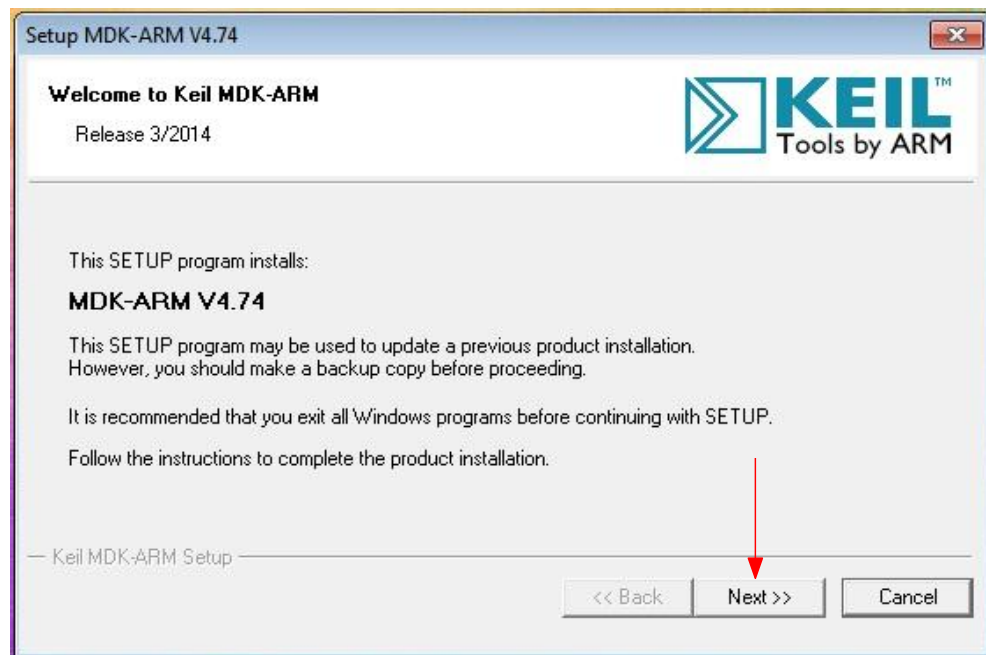 Setup MDK-ARM V4.74
Welcome to Keil MDK-ARM
Release 3/2014
KEIL™
Tools by ARM
This SETUP program installs:
MDK-ARM V4.74
This SETUP program may be used to update a previous product installation.
However, you should make a backup copy before proceeding.
It is recommended that you exit all Windows programs before continuing with SETUP.
Follow the instructions to complete the product installation.
Keil MDK-ARM Setup
<< Back
Next >>
Cancel